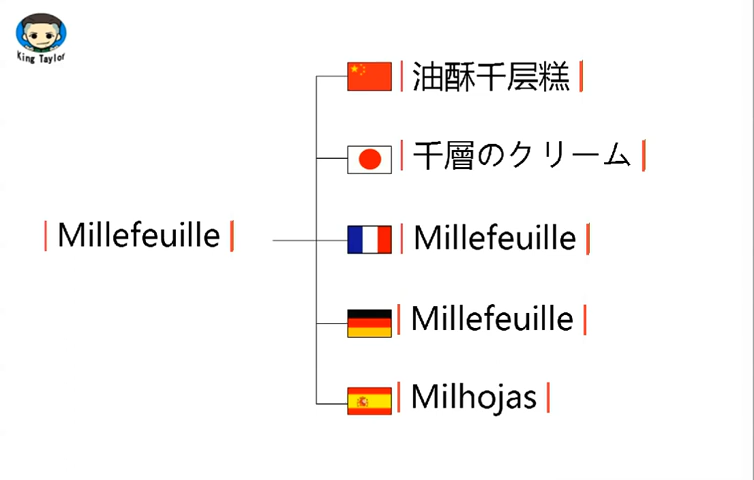 King Taylor
油酥千层糕
千層のクリーム
Millefeuille
Millefeuille
Millefeuille
Milhojas